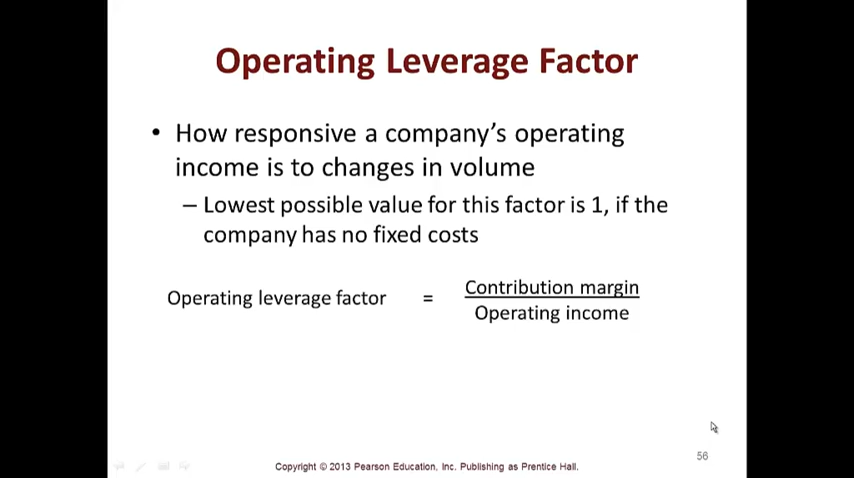 Operating Leverage Factor
• How responsive a company's operating
income is to changes in volume
– Lowest possible value for this factor is 1, if the
company has no fixed costs
Operating leverage factor = Contribution margin
Operating income
56
Copyright © 2013 Pearson Education, Inc. Publishing as Prentice Hall.